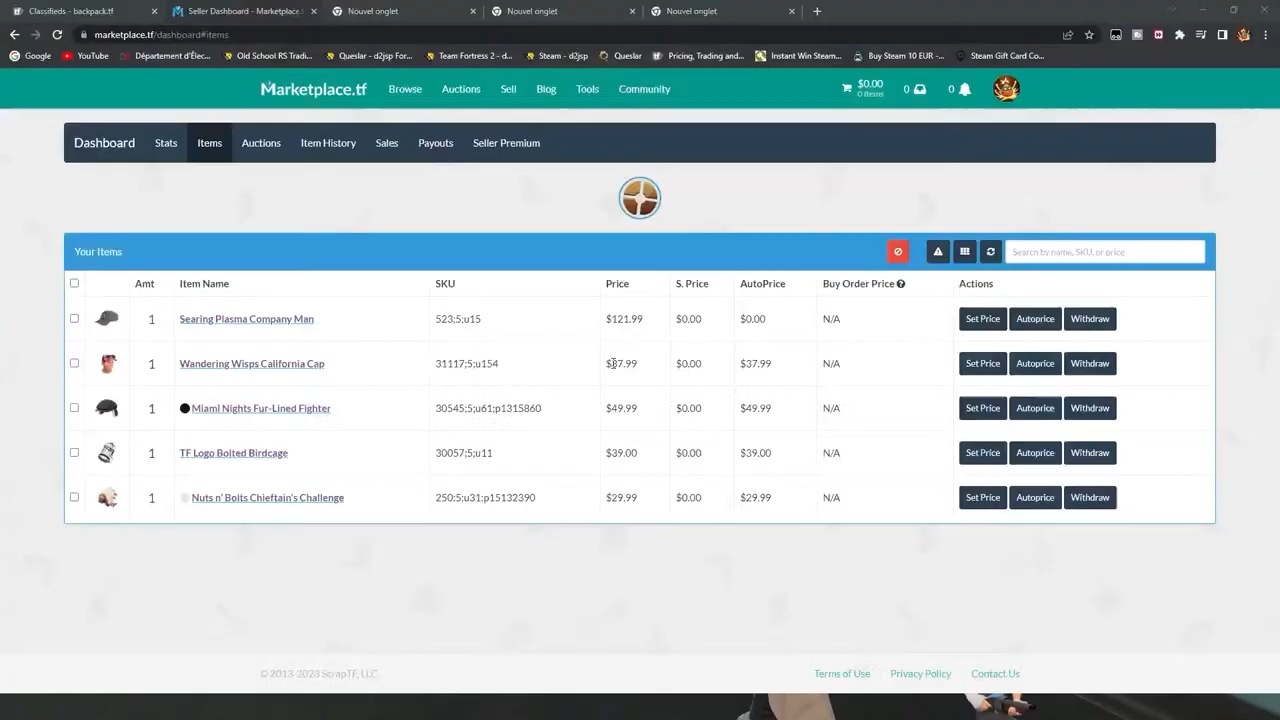 Classifieds - backpack.tf
Seller Dashboard - Marketplace.t
Nouvel onglet
Nouvel onglet
Nouvel onglet
marketplace.tf/dashboard#items
Google
YouTube
Département d'Élec...
Old School RS Tradi...
Queslar - d2jsp For...
Team Fortress 2 - d...
Steam - d2jsp
Queslar
Pricing, Trading and...
Instant Win Steam...
Buy Steam 10 EUR -...
Steam Gift Card Co...
Marketplace.tf
Browse
Auctions
Sell
Blog
Tools
Community
$0.00
0 items
0
0
Dashboard
Stats
Items
Auctions
Item History
Sales
Payouts
Seller Premium
Your Items
Search by name, SKU, or price
Amt Item Name SKU Price S. Price AutoPrice Buy Order Price Actions
1 Searing Plasma Company Man 523;5;u15 $121.99 $0.00 $0.00 N/A Set Price Autoprice Withdraw
1 Wandering Wisps California Cap 31117;5;u154 $37.99 $0.00 $37.99 N/A Set Price Autoprice Withdraw
1 Miami Nights Fur-Lined Fighter 30545;5;u61;p1315860 $49.99 $0.00 $49.99 N/A Set Price Autoprice Withdraw
1 TF Logo Bolted Birdcage 30057;5;u11 $39.00 $0.00 $39.00 N/A Set Price Autoprice Withdraw
1 Nuts n' Bolts Chieftain's Challenge 250;5;u31;p15132390 $29.99 $0.00 $29.99 N/A Set Price Autoprice Withdraw
© 2013-2023 ScrapTF, LLC.
Terms of Use
Privacy Policy
Contact Us